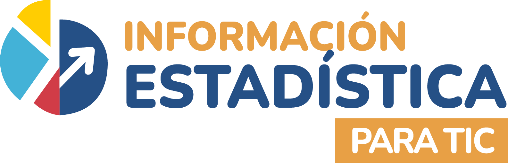 INFORMACIÓN
ESTADÍSTICA
PARA TIC